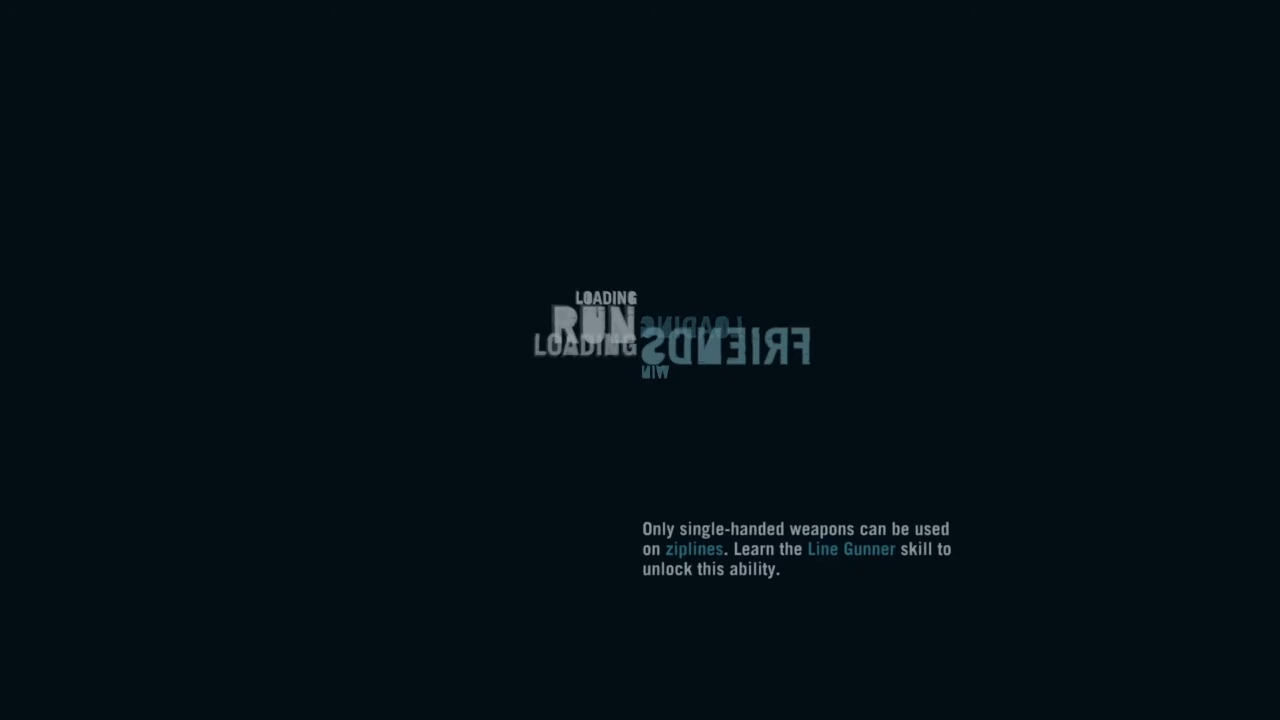 LOADING
RUN
LOADING
LOADING
FRIENDS
WIN
Only single-handed weapons can be used
on ziplines. Learn the Line Gunner skill to
unlock this ability.